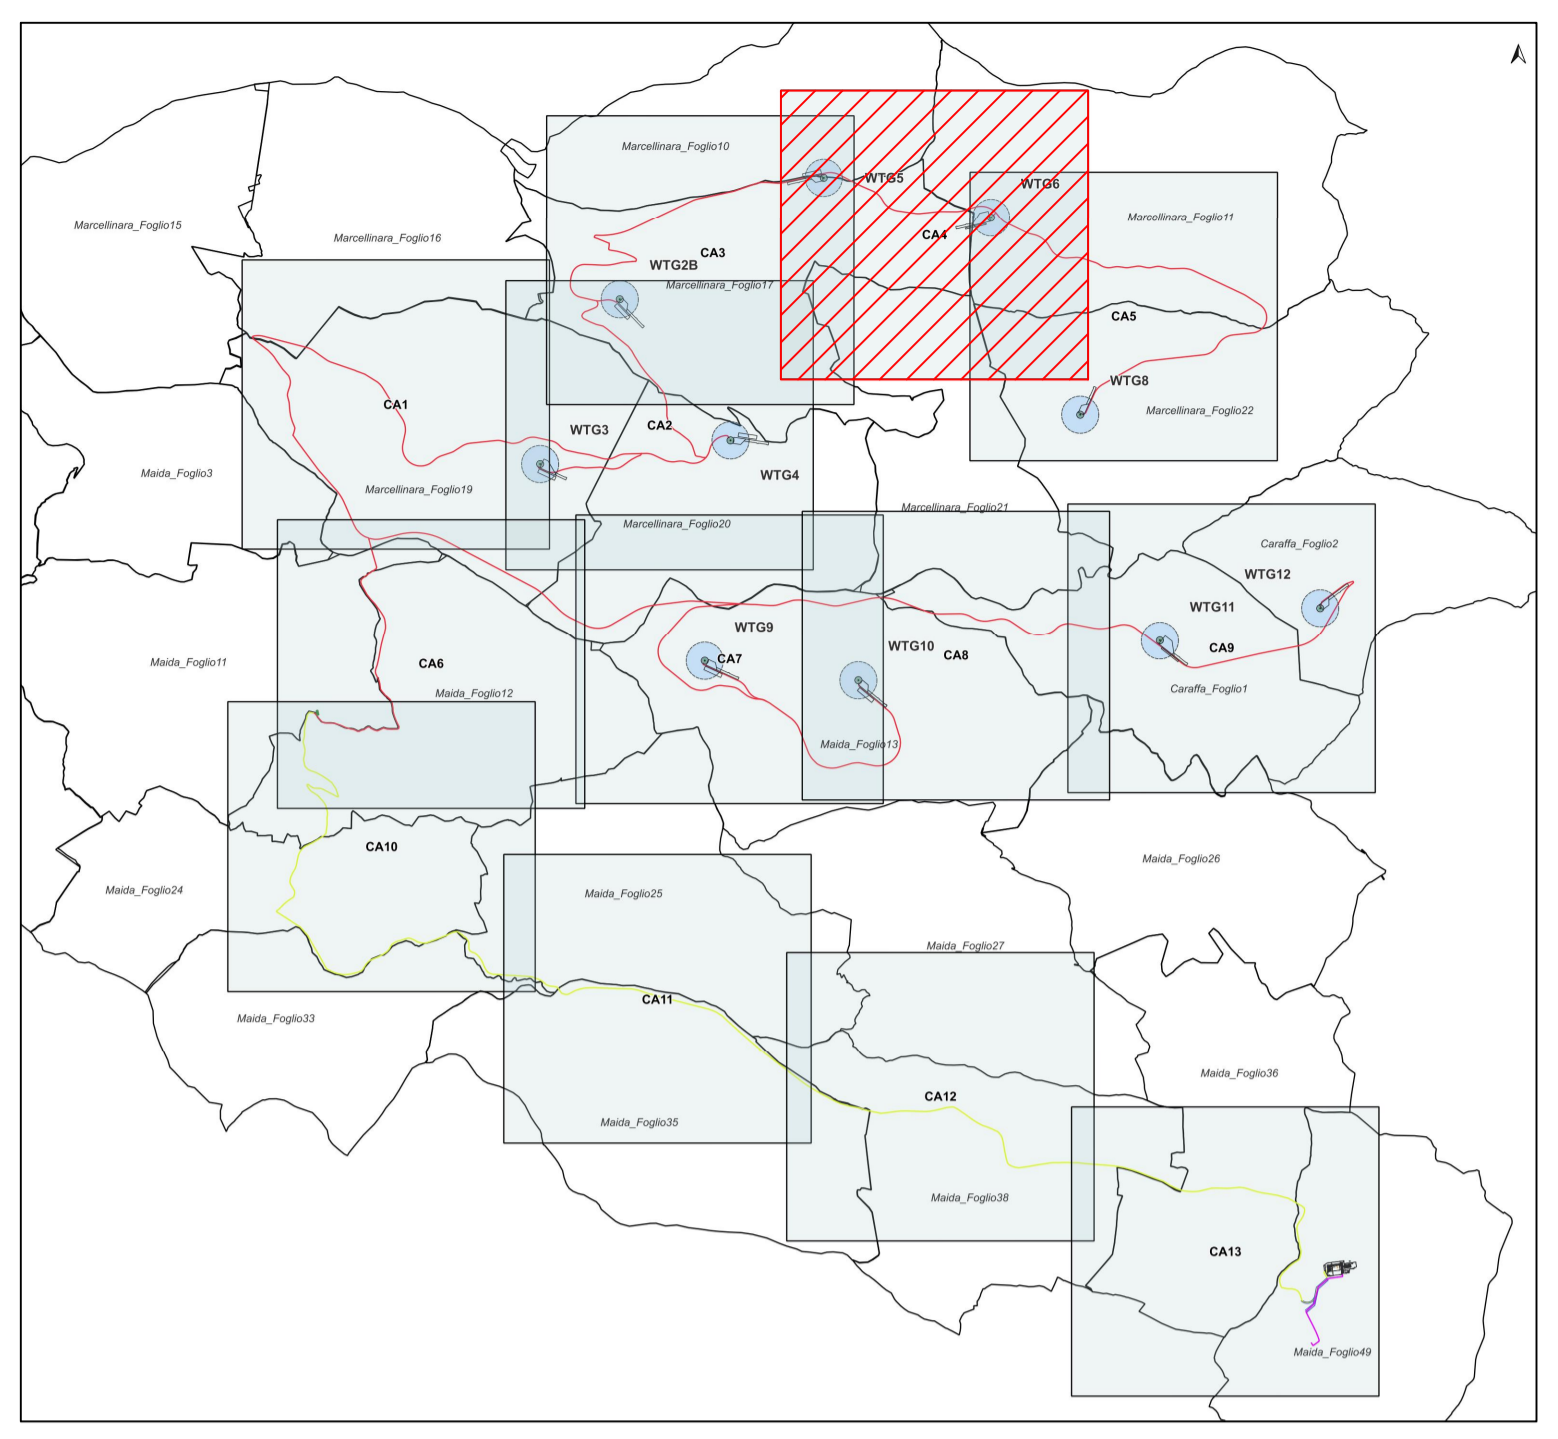 Marcellinara_Foglio10
WTG5
WTG6
Marcellinara_Foglio11
Marcellinara_Foglio15
Marcellinara_Foglio16
CA4
CA3
WTG2B
Marcellinara_Foglio17
CA5
WTG8
CA1
Marcellinara_Foglio22
WTG3
CA2
Maida_Foglio3
WTG4
Marcellinara_Foglio19
Marcellinara_Foglio21
Marcellinara_Foglio20
Caraffa_Foglio2
WTG12
WTG11
WTG9
WTG10
CA9
CA8
CA7
Maida_Foglio11
CA6
Caraffa_Foglio1
Maida_Foglio12
Maida_Foglio13
CA10
Maida_Foglio26
Maida_Foglio24
Maida_Foglio25
Maida_Foglio27
CA11
Maida_Foglio33
Maida_Foglio36
CA12
Maida_Foglio35
Maida_Foglio38
CA13
Maida_Foglio49